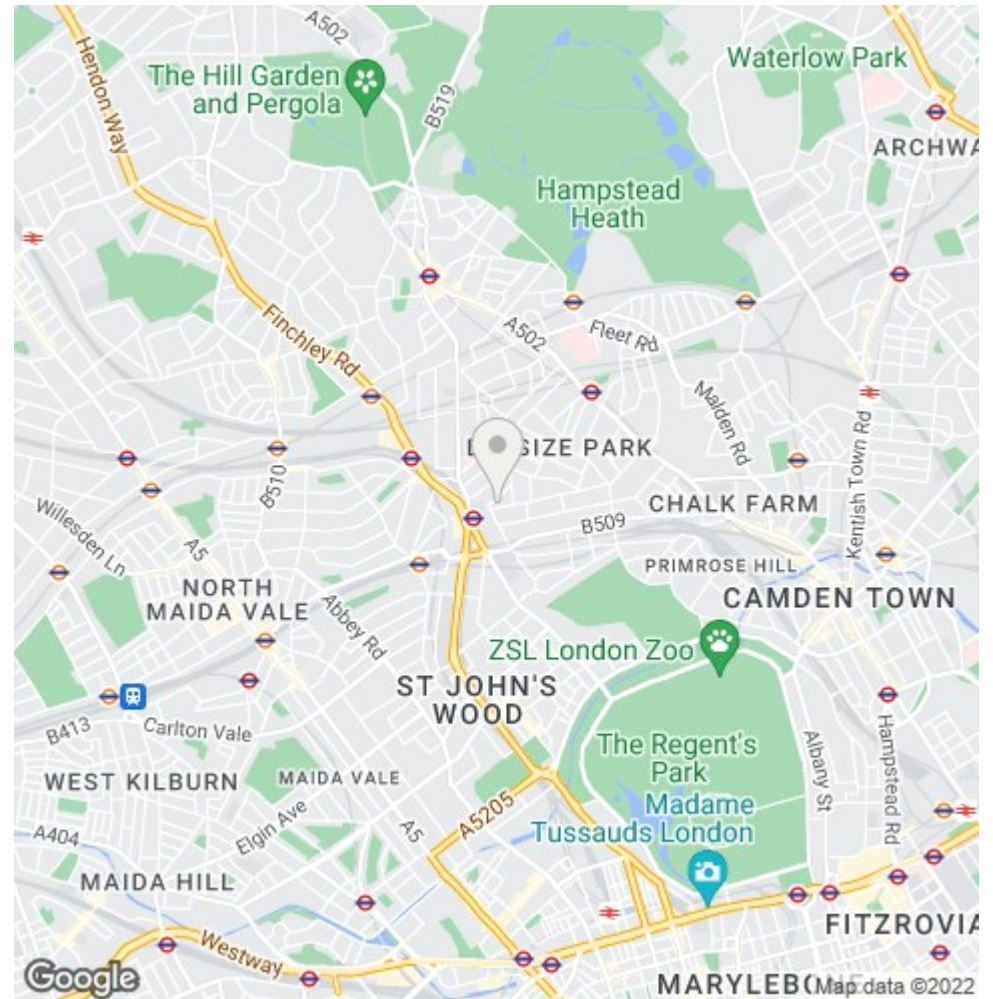 A502
Hendon Way
The Hill Garden
and Pergola
B519
Waterlow Park
ARCHWA
Hampstead
Heath
Finchley Rd
A502
Fleet Rd
Malden Rd
Kentish Town Rd
SIZE PARK
B510
CHALK FARM
B509
Willesden Ln
A5
PRIMROSE HILL
NORTH
MAIDA VALE
Abbey Rd
CAMDEN TOWN
ZSL London Zoo
ST JOHN'S
WOOD
B413
Carlton Vale
The Regent's
Park
Albany St
Hampstead Rd
WEST KILBURN
MAIDA VALE
Madame
Tussauds London
A5205
Elgin Ave
A5
A404
MAIDA HILL
FITZROVIA
Westway
Google
MARYLEB
Map data ©2022